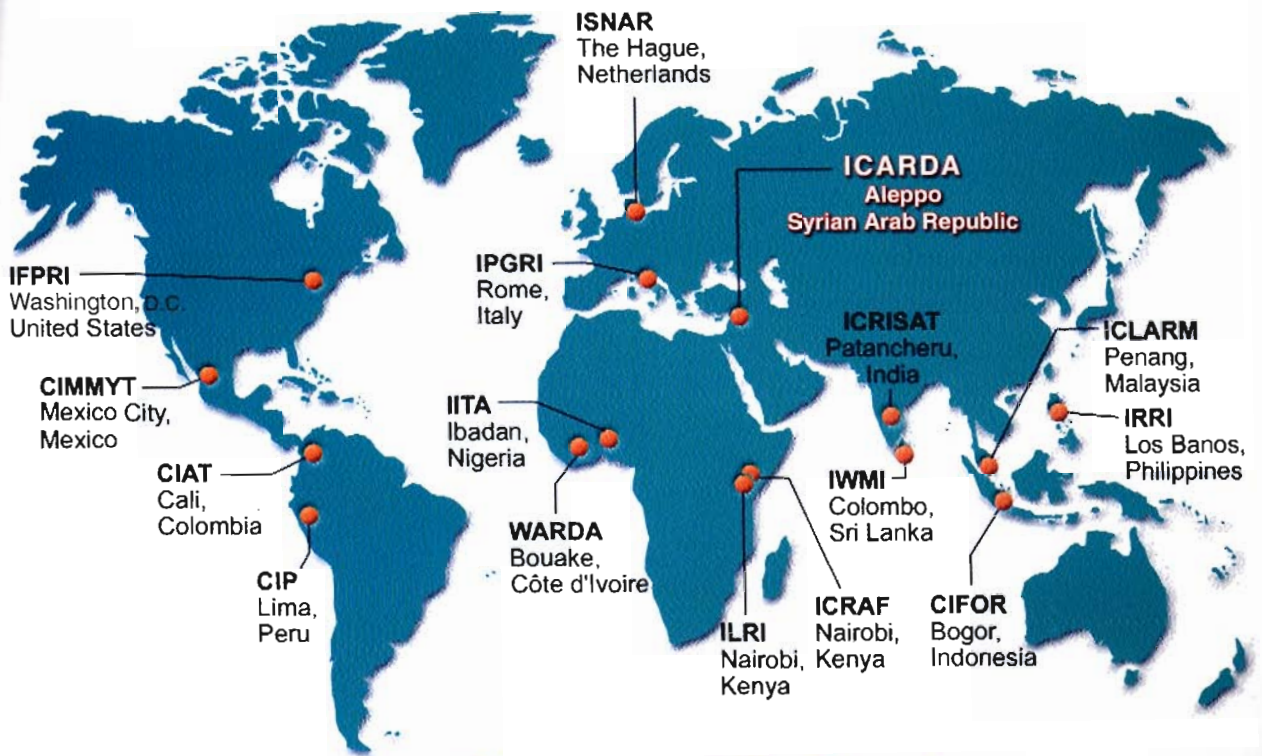 ISNAR
The Hague,
Netherlands
ICARDA
Aleppo
Syrian Arab Republic
IFPRI
Washington, D.C.
United States
IPGRI
Rome,
Italy
ICRISAT
Patancheru,
India
ICLARM
Penang,
Malaysia
CIMMYT
Mexico City,
Mexico
IITA
Ibadan,
Nigeria
IRRI
Los Banos,
Philippines
CIAT
Cali,
Colombia
IWMI
Colombo,
Sri Lanka
WARDA
Bouake,
Côte d'Ivoire
CIP
Lima,
Peru
ILRI
Nairobi,
Kenya
ICRAF
Nairobi,
Kenya
CIFOR
Bogor,
Indonesia